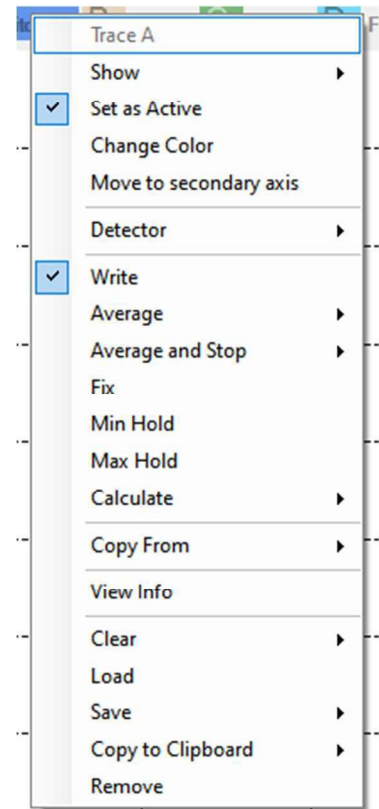 Trace A
Show
Set as Active
Change Color
Move to secondary axis
Detector
Write
Average
Average and Stop
Fix
Min Hold
Max Hold
Calculate
Copy From
View Info
Clear
Load
Save
Copy to Clipboard
Remove